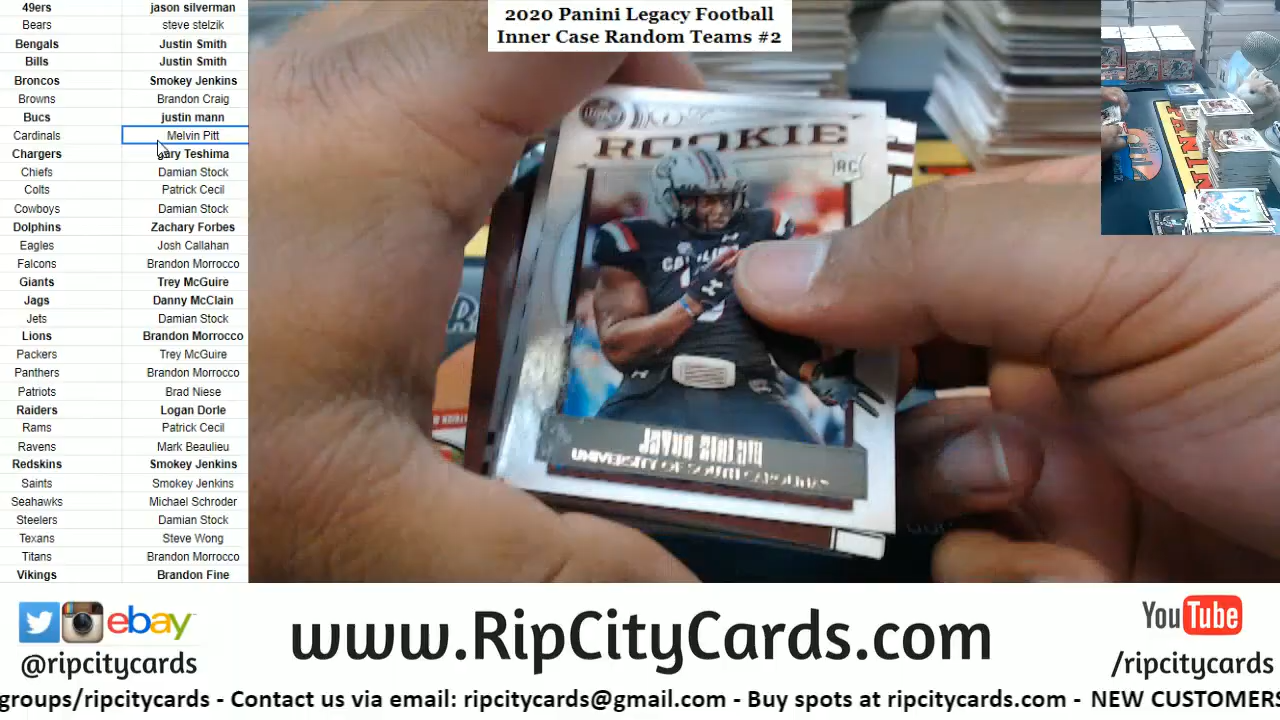 2020 Panini Legacy Football
Inner Case Random Teams #2
49ers jason silverman
Bears steve stelzik
Bengals Justin Smith
Bills Justin Smith
Broncos Smokey Jenkins
Browns Brandon Craig
Bucs justin mann
Cardinals Melvin Pitt
Chargers Teshima
Chiefs Damian Stock
Colts Patrick Cecil
Cowboys Damian Stock
Dolphins Zachary Forbes
Eagles Josh Callahan
Falcons Brandon Morrocco
Giants Trey McGuire
Jags Danny McClain
Jets Damian Stock
Lions Brandon Morrocco
Packers Trey McGuire
Panthers Brandon Morrocco
Patriots Brad Niese
Raiders Logan Dorle
Rams Patrick Cecil
Ravens Mark Beaulieu
Redskins Smokey Jenkins
Saints Smokey Jenkins
Seahawks Michael Schroder
Steelers Damian Stock
Texans Steve Wong
Titans Brandon Morrocco
Vikings Brandon Fine
ROOKIE
RC
UNIVERSITY OF SOUTH CAROLINA
PANINI
ebay
@ripcitycards
www.RipCityCards.com
YouTube
/ripcitycards
groups/ripcitycards - Contact us via email: ripcitycards@gmail.com - Buy spots at ripcitycards.com - NEW CUSTOMERS